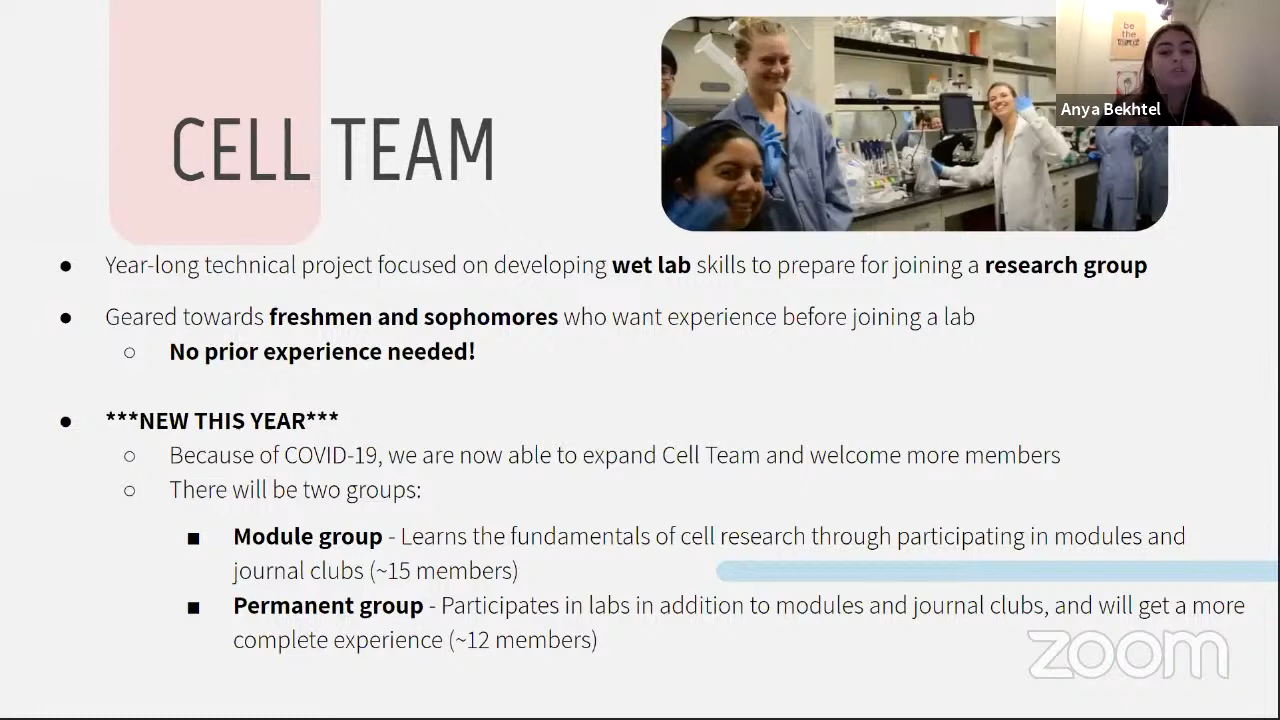 be
the
Anya Bekhtel
CELL TEAM
● Year-long technical project focused on developing wet lab skills to prepare for joining a research group
● Geared towards freshmen and sophomores who want experience before joining a lab
○ No prior experience needed!
● ***NEW THIS YEAR***
○ Because of COVID-19, we are now able to expand Cell Team and welcome more members
○ There will be two groups:
■ Module group - Learns the fundamentals of cell research through participating in modules and
journal clubs (~15 members)
■ Permanent group - Participates in labs in addition to modules and journal clubs, and will get a more
complete experience (~12 members)
zoom